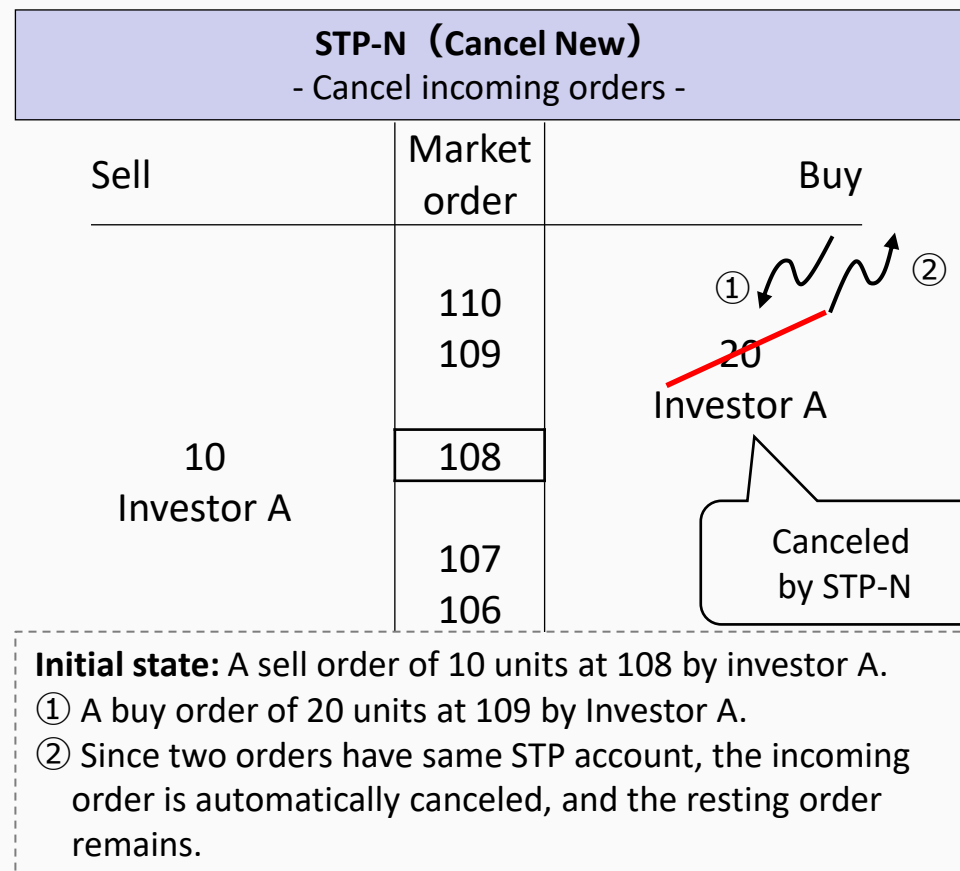 STP-N（Cancel New）
- Cancel incoming orders -
Sell
Market
order
Buy
①
②
110
109
20
Investor A
10
108
Investor A
Canceled
by STP-N
107
106
Initial state: A sell order of 10 units at 108 by investor A.
① A buy order of 20 units at 109 by Investor A.
② Since two orders have same STP account, the incoming
order is automatically canceled, and the resting order
remains.